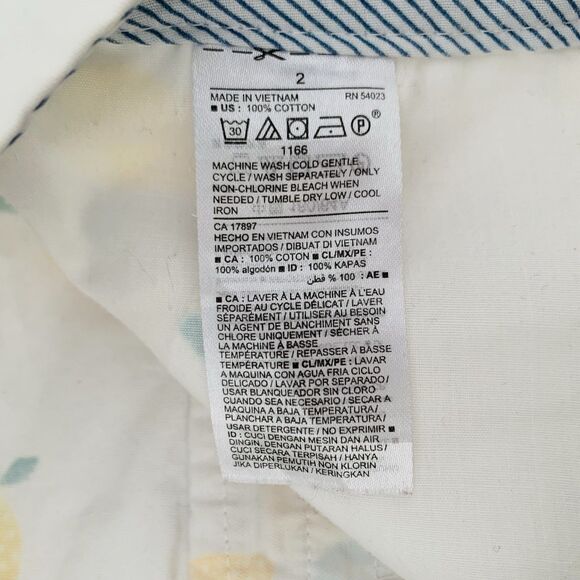 2
MADE IN VIETNAM RN 54023
■ US : 100% COTTON
30 P
1166
MACHINE WASH COLD GENTLE
CYCLE / WASH SEPARATELY / ONLY
NON-CHLORINE BLEACH WHEN
NEEDED / TUMBLE DRY LOW / COOL
IRON
CA 17897
HECHO EN VIETNAM CON INSUMOS
IMPORTADOS / DIBUAT DI VIETNAM
■ CA : 100% COTON ■ CL/MX/PE :
100% algodón ■ ID : 100% KAPAS
■ AE : 100 % قطن
■ CA : LAVER À LA MACHINE À L'EAU
FROIDE AU CYCLE DÉLICAT / LAVER
SÉPARÉMENT / UTILISER AU BESOIN
UN AGENT DE BLANCHIMENT SANS
CHLORE UNIQUEMENT / SÉCHER À
LA MACHINE À BASSE
TEMPÉRATURE / REPASSER À BASSE
TEMPÉRATURE ■ CL/MX/PE : LAVAR
A MAQUINA CON AGUA FRIA CICLO
DELICADO / LAVAR POR SEPARADO /
USAR BLANQUEADOR SIN CLORO
CUANDO SEA NECESARIO / SECAR A
MAQUINA A BAJA TEMPERATURA /
PLANCHAR A BAJA TEMPERATURA /
USAR DETERGENTE / NO EXPRIMIR ■
ID : CUCI DENGAN MESIN DAN AIR
DINGIN, DENGAN PUTARAN HALUS /
CUCI SECARA TERPISAH / HANYA
GUNAKAN PEMUTIH NON KLORIN
JIKA DIPERLUKAN / KERINGKAN